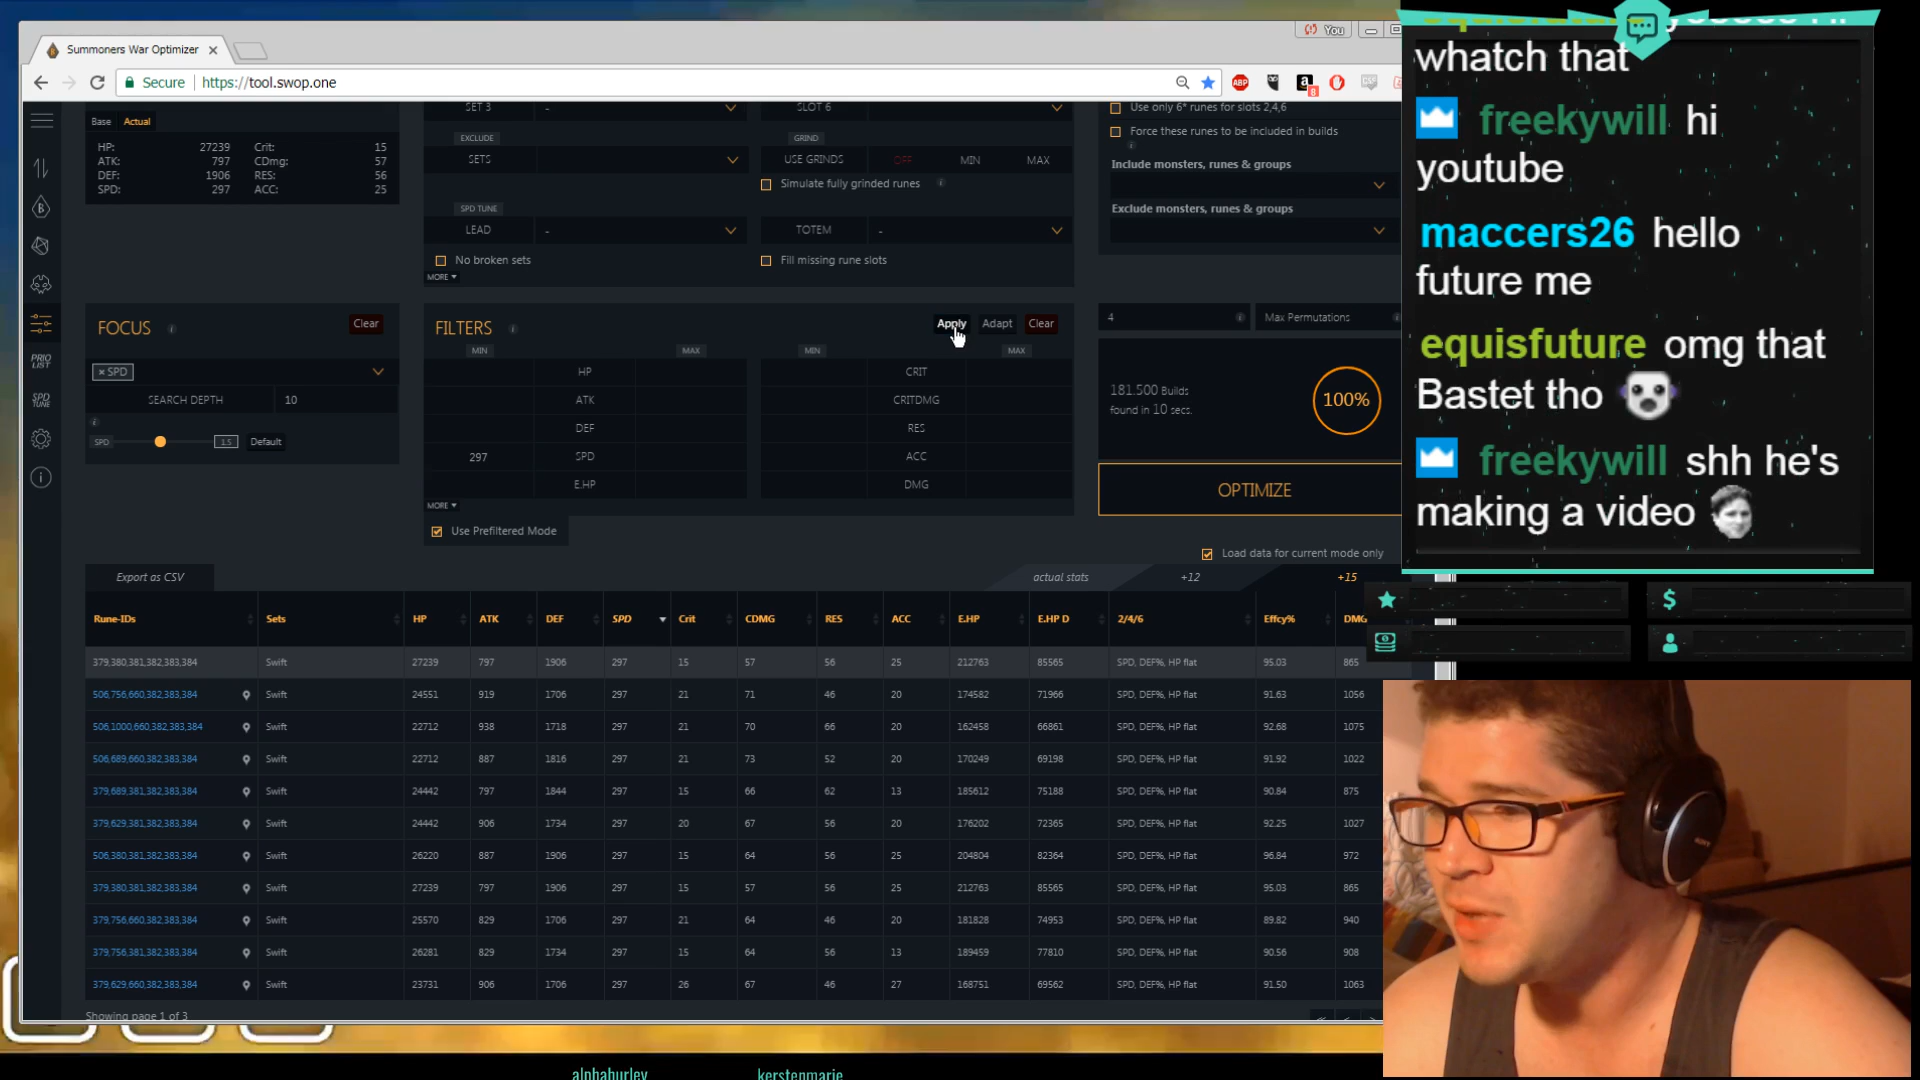 Summoners War Optimizer
You
Secure https://tool.swop.one
ABP
8
Base Actual
HP: 27239 Crit: 15
ATK: 797 CDmg: 57
DEF: 1906 RES: 56
SPD: 297 ACC: 25
SET 3 -
SLOT 6
Use only 6* runes for slots 2,4,6
EXCLUDE
GRIND
Force these runes to be included in builds
SETS
USE GRINDS OFF MIN MAX
Include monsters, runes & groups
Simulate fully grinded runes
SPD TUNE
Exclude monsters, runes & groups
LEAD -
TOTEM -
No broken sets
Fill missing rune slots
MORE
PRIO LIST
SPD TUNE
FOCUS
Clear
× SPD
SEARCH DEPTH 10
SPD 1.5 Default
FILTERS
Apply Adapt Clear
MIN MAX MIN MAX
HP CRIT
ATK CRITDMG
DEF RES
297 SPD ACC
E.HP DMG
MORE
Use Prefiltered Mode
4 Max Permutations
181.500 Builds
found in 10 secs.
100%
OPTIMIZE
Load data for current mode only
Export as CSV
actual stats +12 +15
Rune-IDs Sets HP ATK DEF SPD Crit CDMG RES ACC E.HP E.HP D 2/4/6 Effcy% DMG
379,380,381,382,383,384 Swift 27239 797 1906 297 15 57 56 25 212763 85565 SPD, DEF%, HP flat 95.03 865
506,756,660,382,383,384 Swift 24551 919 1706 297 21 71 46 20 174582 71966 SPD, DEF%, HP flat 91.63 1056
506,1000,660,382,383,384 Swift 22712 938 1718 297 21 70 66 20 162458 66861 SPD, DEF%, HP flat 92.68 1075
506,689,660,382,383,384 Swift 22712 887 1816 297 21 73 52 20 170249 69198 SPD, DEF%, HP flat 91.92 1022
379,689,381,382,383,384 Swift 24442 797 1844 297 15 66 62 13 185612 75188 SPD, DEF%, HP flat 90.84 875
379,629,381,382,383,384 Swift 24442 906 1734 297 20 67 56 20 176202 72365 SPD, DEF%, HP flat 92.25 1027
506,380,381,382,383,384 Swift 26220 887 1906 297 15 64 56 25 204804 82364 SPD, DEF%, HP flat 96.84 972
379,380,381,382,383,384 Swift 27239 797 1906 297 15 57 56 25 212763 85565 SPD, DEF%, HP flat 95.03 865
379,756,660,382,383,384 Swift 25570 829 1706 297 21 64 46 20 181828 74953 SPD, DEF%, HP flat 89.82 940
379,756,381,382,383,384 Swift 26281 829 1734 297 15 64 56 13 189459 77810 SPD, DEF%, HP flat 90.56 908
379,629,660,382,383,384 Swift 23731 906 1706 297 26 67 46 27 168751 69562 SPD, DEF%, HP flat 91.50 1063
Showing page 1 of 3
whatch that
freekywill hi
youtube
maccers26 hello
future me
equisfuture omg that
Bastet tho
freekywill shh he's
making a video
SONY
alphahurley kerstenmarie